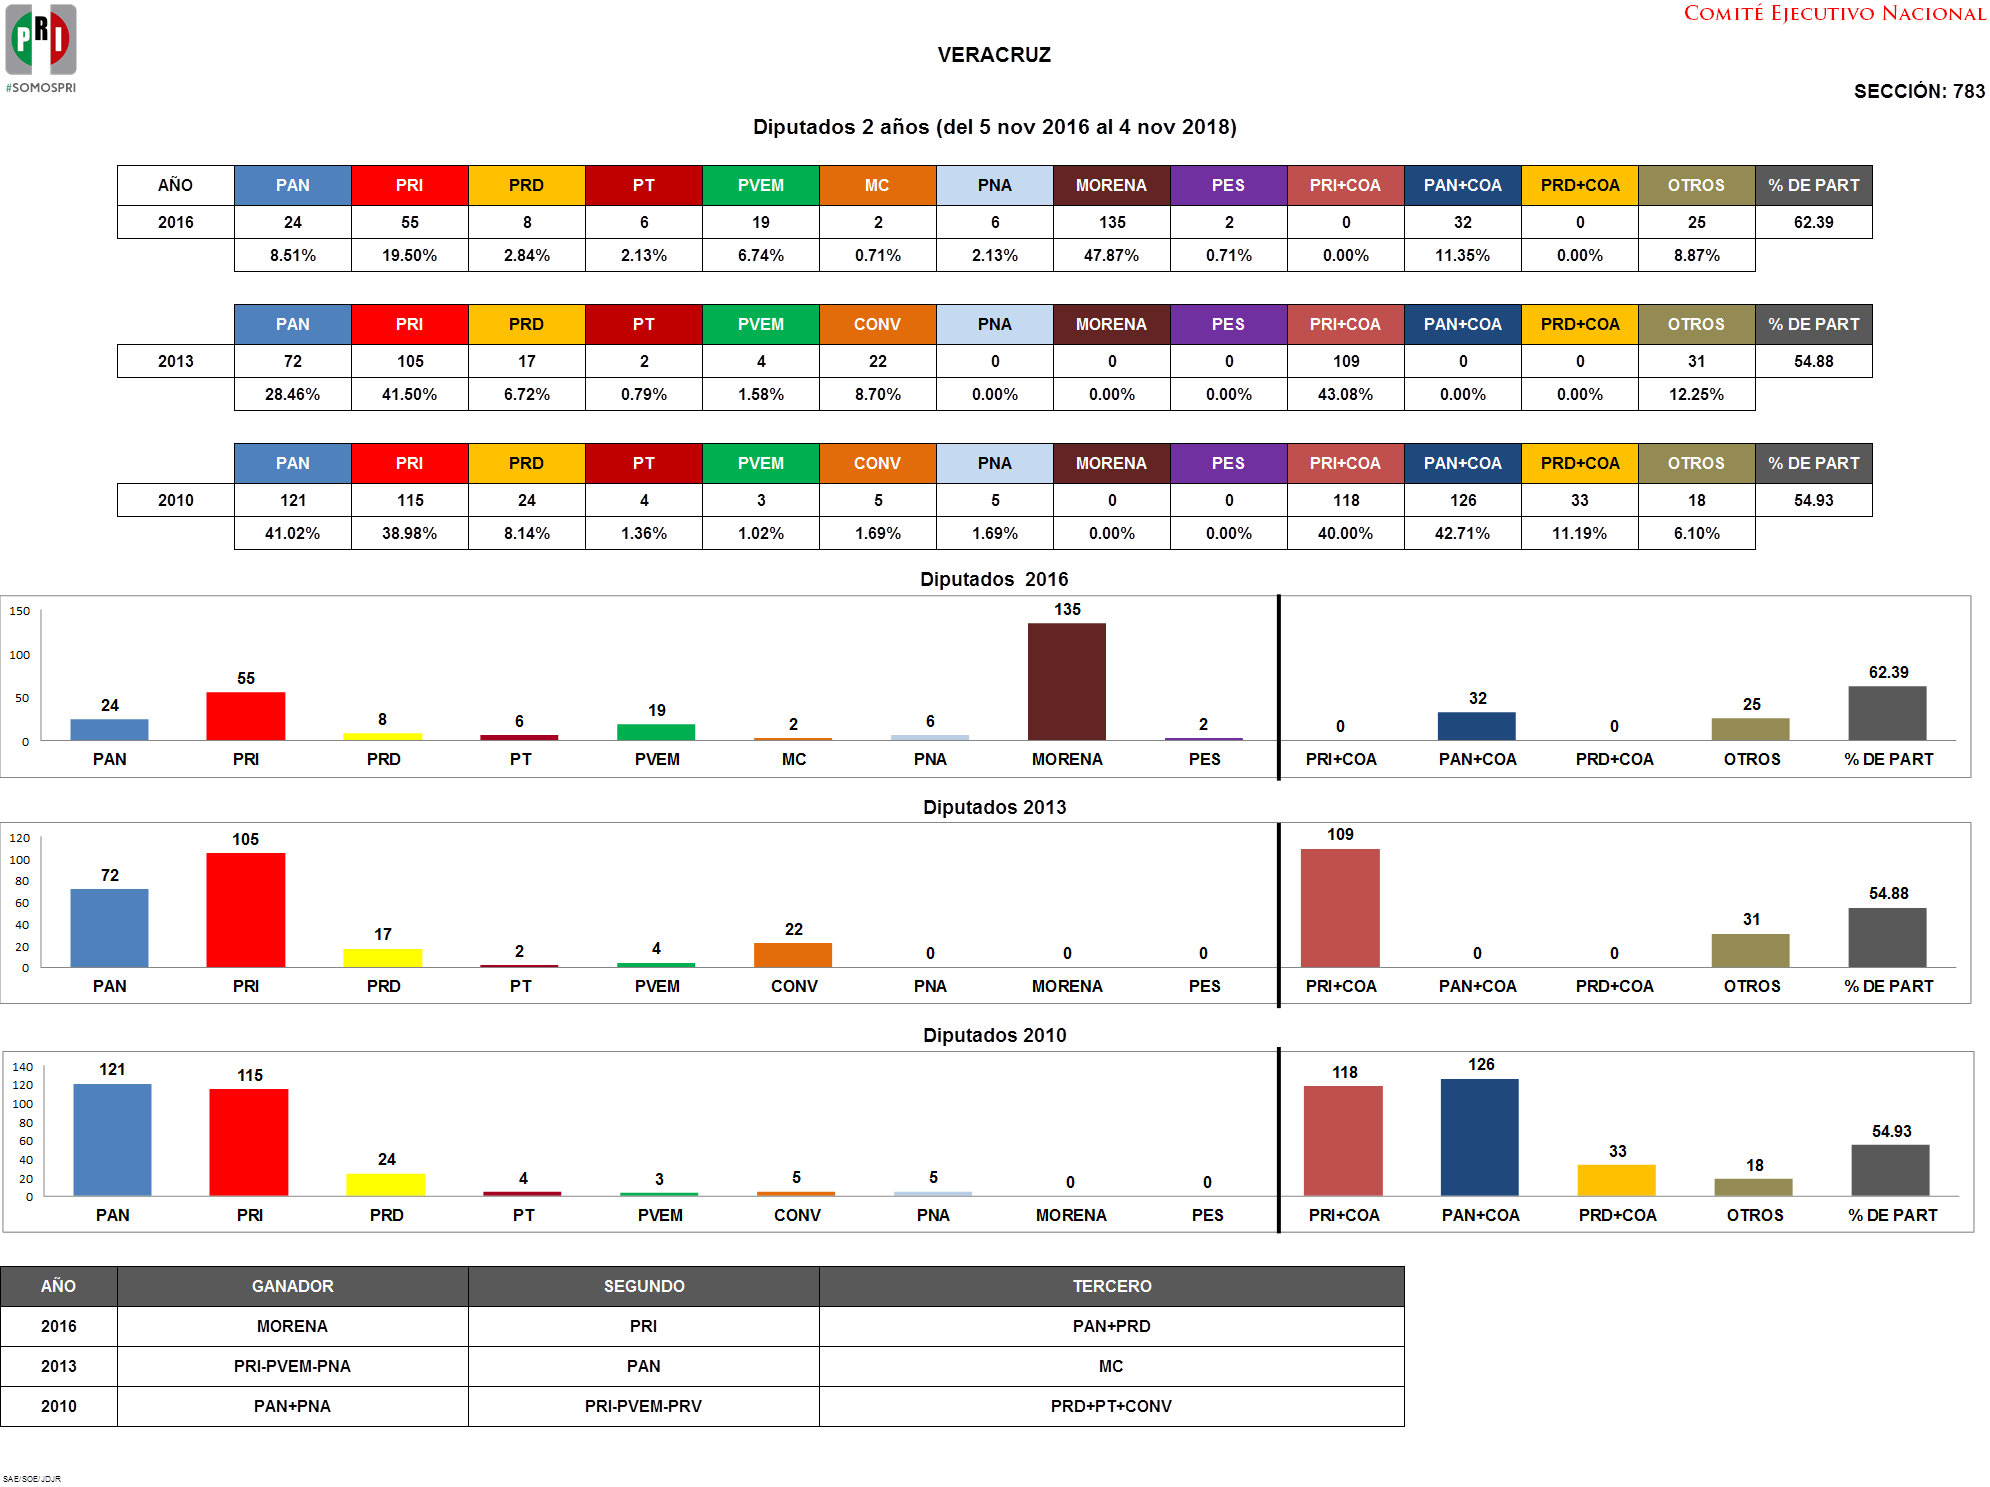 PRI
#SOMOSPRI
COMITÉ EJECUTIVO NACIONAL
VERACRUZ
SECCIÓN: 783
Diputados 2 años (del 5 nov 2016 al 4 nov 2018)
AÑO PAN PRI PRD PT PVEM MC PNA MORENA PES PRI+COA PAN+COA PRD+COA OTROS % DE PART
2016 24 55 8 6 19 2 6 135 2 0 32 0 25 62.39
8.51% 19.50% 2.84% 2.13% 6.74% 0.71% 2.13% 47.87% 0.71% 0.00% 11.35% 0.00% 8.87%
PAN PRI PRD PT PVEM CONV PNA MORENA PES PRI+COA PAN+COA PRD+COA OTROS % DE PART
2013 72 105 17 2 4 22 0 0 0 109 0 0 31 54.88
28.46% 41.50% 6.72% 0.79% 1.58% 8.70% 0.00% 0.00% 0.00% 43.08% 0.00% 0.00% 12.25%
PAN PRI PRD PT PVEM CONV PNA MORENA PES PRI+COA PAN+COA PRD+COA OTROS % DE PART
2010 121 115 24 4 3 5 5 0 0 118 126 33 18 54.93
41.02% 38.98% 8.14% 1.36% 1.02% 1.69% 1.69% 0.00% 0.00% 40.00% 42.71% 11.19% 6.10%
Diputados 2016
150
100
50
0
24 55 8 6 19 2 6 135 2 0 32 0 25 62.39
PAN PRI PRD PT PVEM MC PNA MORENA PES PRI+COA PAN+COA PRD+COA OTROS % DE PART
Diputados 2013
120
100
80
60
40
20
0
72 105 17 2 4 22 0 0 0 109 0 0 31 54.88
PAN PRI PRD PT PVEM CONV PNA MORENA PES PRI+COA PAN+COA PRD+COA OTROS % DE PART
Diputados 2010
140
120
100
80
60
40
20
0
121 115 24 4 3 5 5 0 0 118 126 33 18 54.93
PAN PRI PRD PT PVEM CONV PNA MORENA PES PRI+COA PAN+COA PRD+COA OTROS % DE PART
AÑO GANADOR SEGUNDO TERCERO
2016 MORENA PRI PAN+PRD
2013 PRI-PVEM-PNA PAN MC
2010 PAN+PNA PRI-PVEM-PRV PRD+PT+CONV
SAE/SOE/JDJR